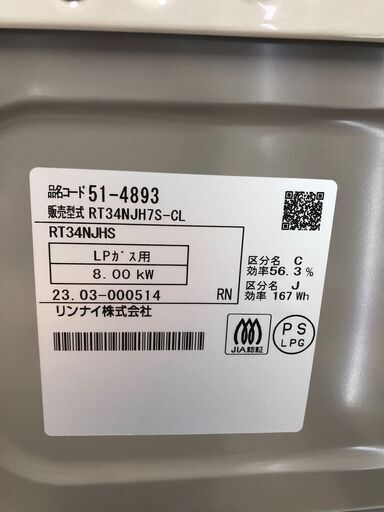 品名コード 51-4893
販売型式 RT34NJH7S-CL
RT34NJHS
LPガス用
8.00 kW
区分名 C
効率56.3%
区分名 J
効率 167 Wh
23.03-000514 RN
リンナイ株式会社
JIA認証
PS
LPG